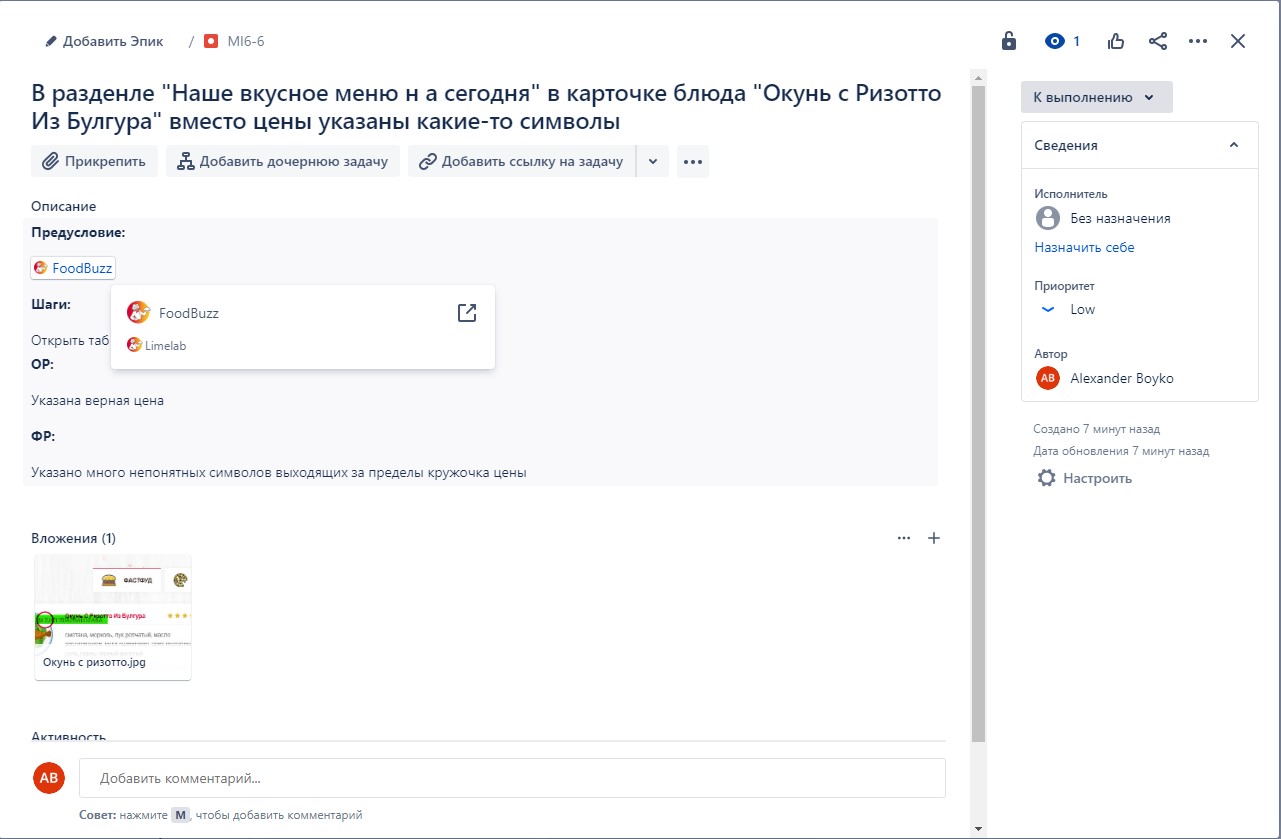 Добавить Эпик / MI6-6
1
В разденле "Наше вкусное меню н а сегодня" в карточке блюда "Окунь с Ризотто
Из Булгура" вместо цены указаны какие-то символы
Прикрепить
Добавить дочернюю задачу
Добавить ссылку на задачу
Описание
Предусловие:
FoodBuzz
Шаги:
FoodBuzz
Limelab
Открыть таб
ОР:
Указана верная цена
ФР:
Указано много непонятных символов выходящих за пределы кружочка цены
Вложения (1)
ФАСТФУД
Окунь С Ризотто Из Булгура
сметана, морковь, лук репчатый, масло
Окунь с ризотто.jpg
Активность
AB
Добавить комментарий...
Совет: нажмите M, чтобы добавить комментарий
К выполнению
Сведения
Исполнитель
Без назначения
Назначить себе
Приоритет
Low
Автор
AB
Alexander Boyko
Создано 7 минут назад
Дата обновления 7 минут назад
Настроить